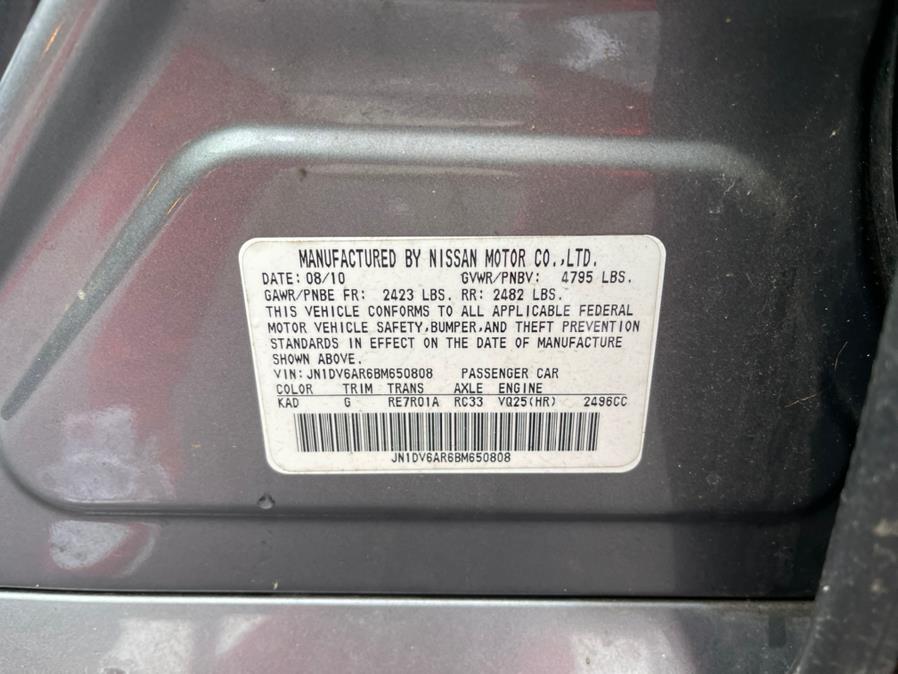 MANUFACTURED BY NISSAN MOTOR CO.,LTD.
DATE: 08/10 GVWR/PNBV: 4795 LBS.
GAWR/PNBE FR: 2423 LBS. RR: 2482 LBS.
THIS VEHICLE CONFORMS TO ALL APPLICABLE FEDERAL
MOTOR VEHICLE SAFETY,BUMPER,AND THEFT PREVENTION
STANDARDS IN EFFECT ON THE DATE OF MANUFACTURE
SHOWN ABOVE.
VIN: JN1DV6AR6BM650808 PASSENGER CAR
COLOR TRIM TRANS AXLE ENGINE
KAD G RE7R01A RC33 VQ25(HR) 2496CC
JN1DV6AR6BM650808